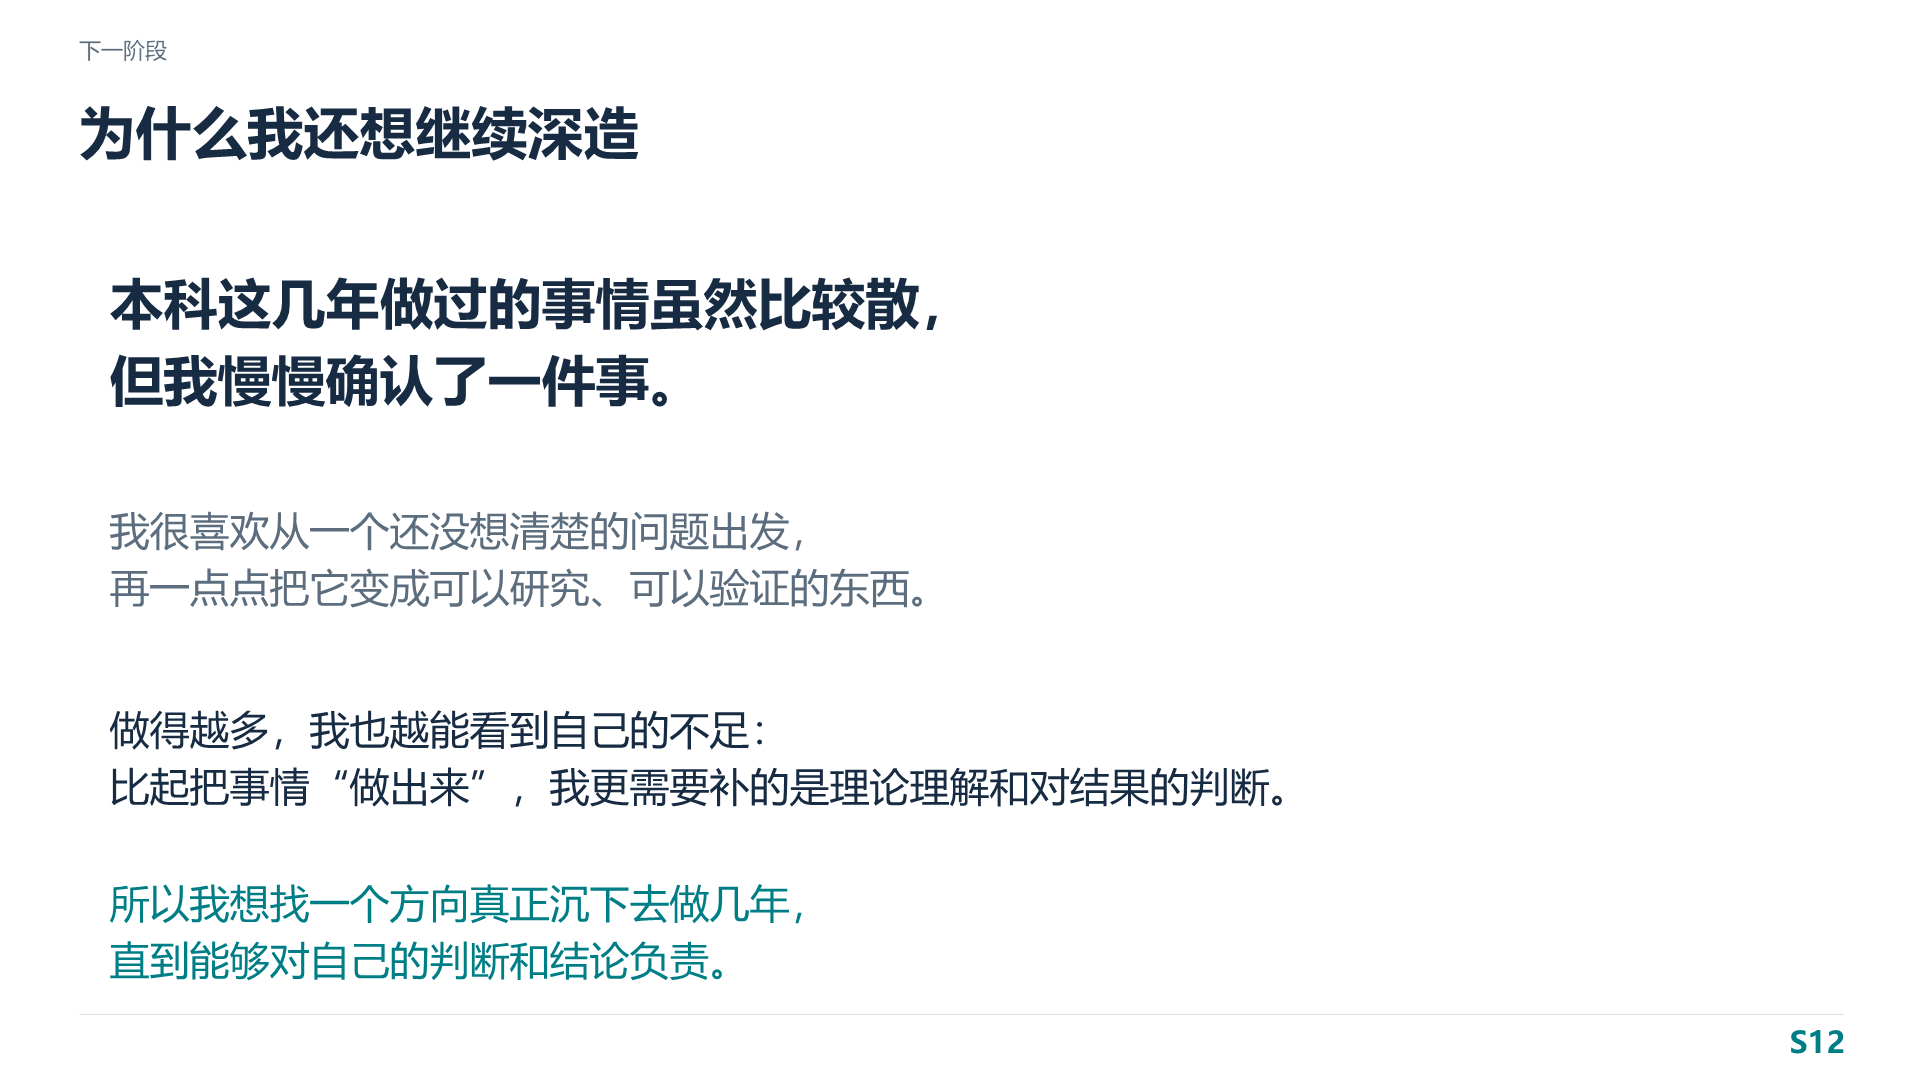 下一阶段
为什么我还想继续深造
本科这几年做过的事情虽然比较散，
但我慢慢确认了一件事。
我很喜欢从一个还没想清楚的问题出发，
再一点点把它变成可以研究、可以验证的东西。
做得越多，我也越能看到自己的不足：
比起把事情“做出来”，我更需要补的是理论理解和对结果的判断。
所以我想找一个方向真正沉下去做几年，
直到能够对自己的判断和结论负责。
S12